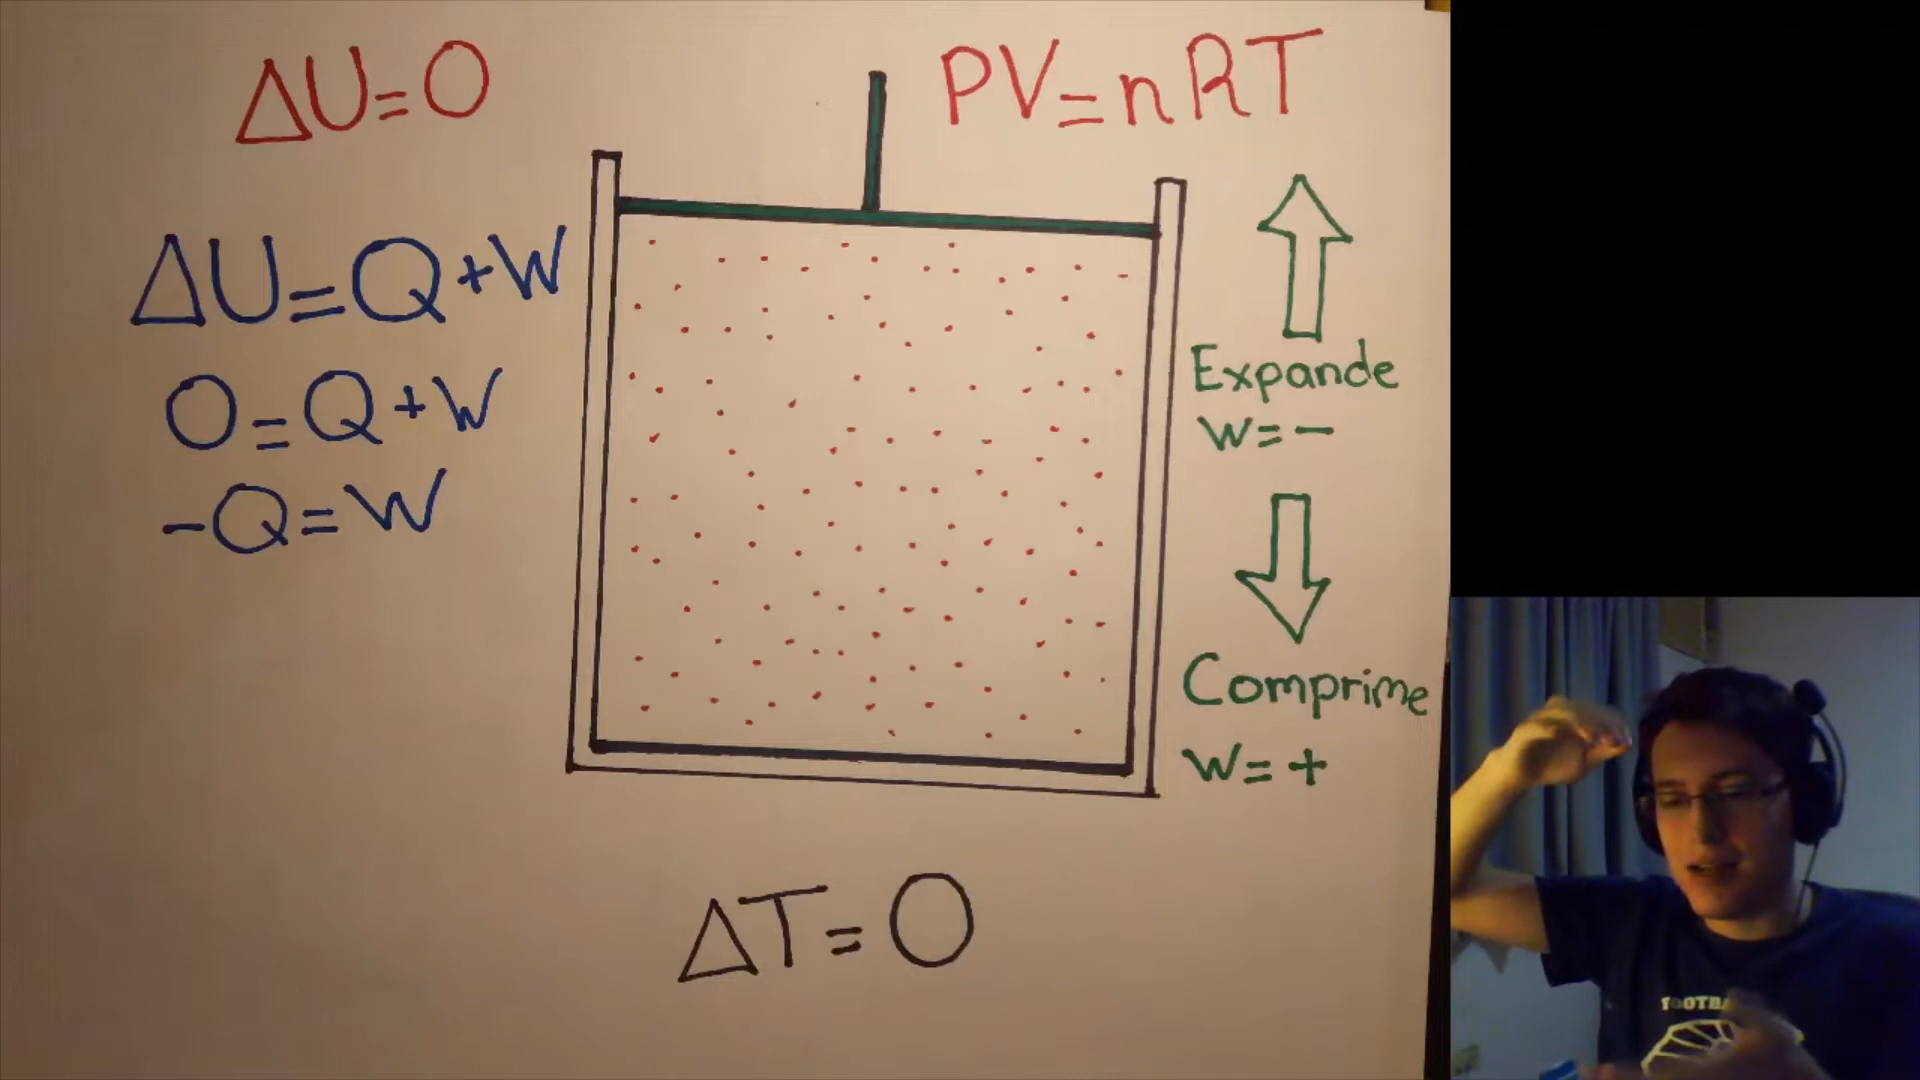 ΔU=0
PV=nRT
ΔU=Q+W
0=Q+W
-Q=W
Expande
W=-
Comprime
W=+
ΔT=0